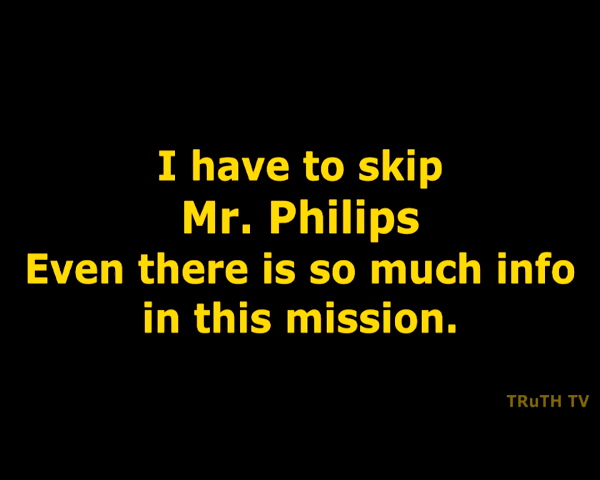 I have to skip
Mr. Philips
Even there is so much info
in this mission.
TRuTH TV